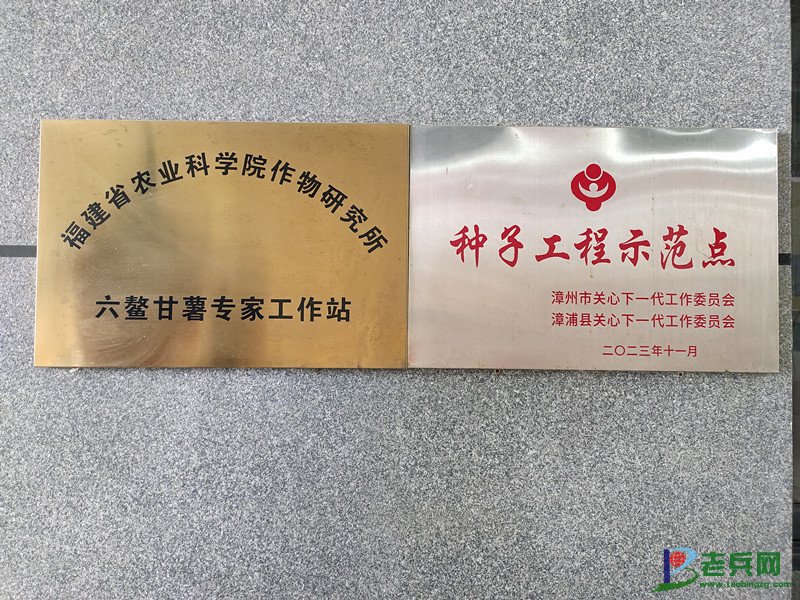 福建省农业科学院作物研究所
六鳌甘薯专家工作站
种子工程示范点
漳州市关心下一代工作委员会
漳浦县关心下一代工作委员会
二〇二三年十一月
老兵网
www.laobingzg.com